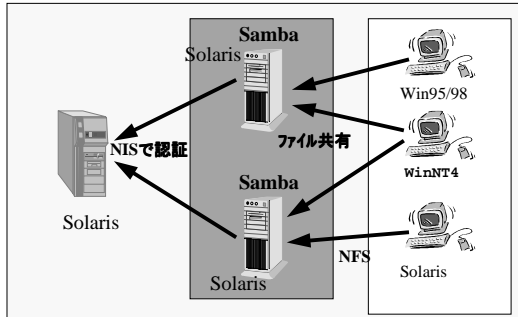 Samba
Solaris
Win95/98
NISで認証
ファイル共有
WinNT4
Samba
Solaris
NFS
Solaris
Solaris